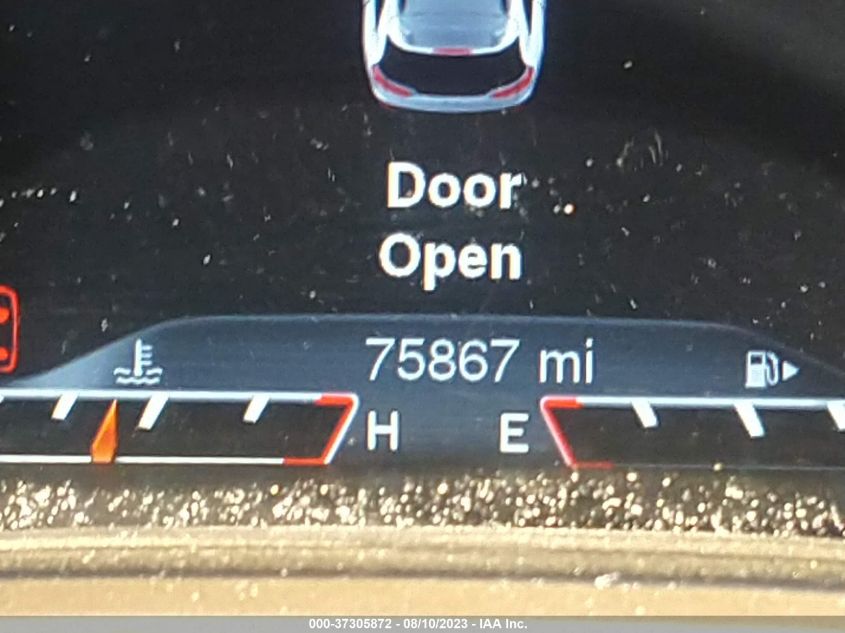 Door
Open
75867 mi
H E
000-37305872 - 08/10/2023 - IAA Inc.